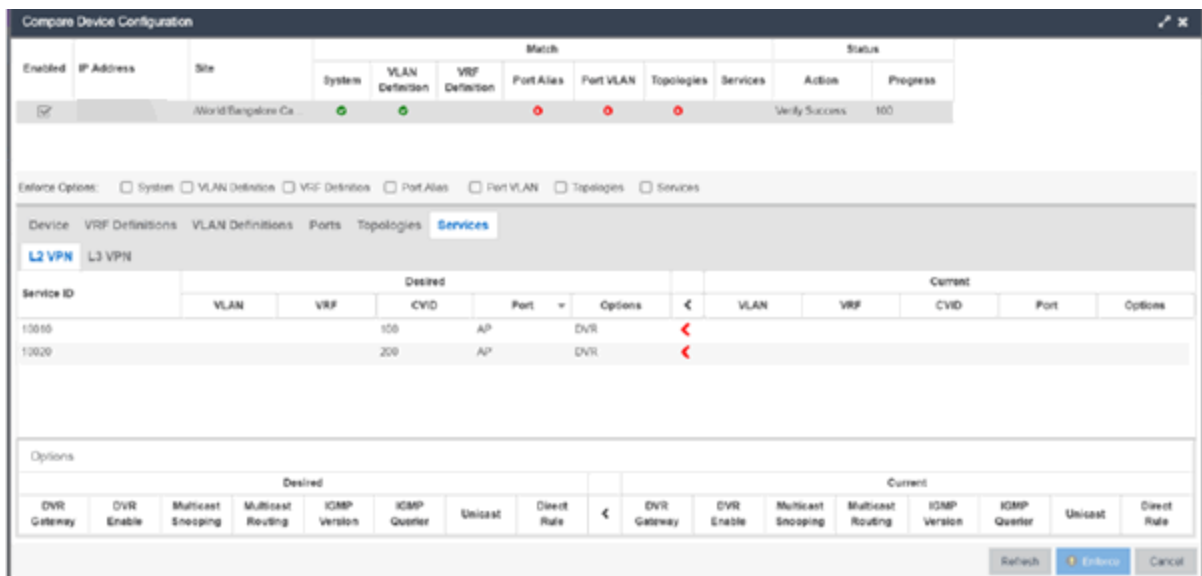 Compare Device Configuration
Match Status
Enabled IP Address Site System VLAN Definition VRF Definition Port Alias Port VLAN Topologies Services Action Progress
/World/Bangalore Ca... Verify Success 100
Enforce Options: System VLAN Definition VRF Definition Port Alias Port VLAN Topologies Services
Device VRF Definitions VLAN Definitions Ports Topologies Services
L2 VPN L3 VPN
Desired Current
Service ID VLAN VRF CVID Port Options VLAN VRF CVID Port Options
100 AP DVR
10020 200 AP DVR
Options
Desired Current
DVR Gateway DVR Enable Multicast Snooping Multicast Routing IGMP Version IGMP Querier Unicast Direct Rule DVR Gateway DVR Enable Multicast Snooping Multicast Routing IGMP Version IGMP Querier Unicast Direct Rule
Refresh Enforce Cancel